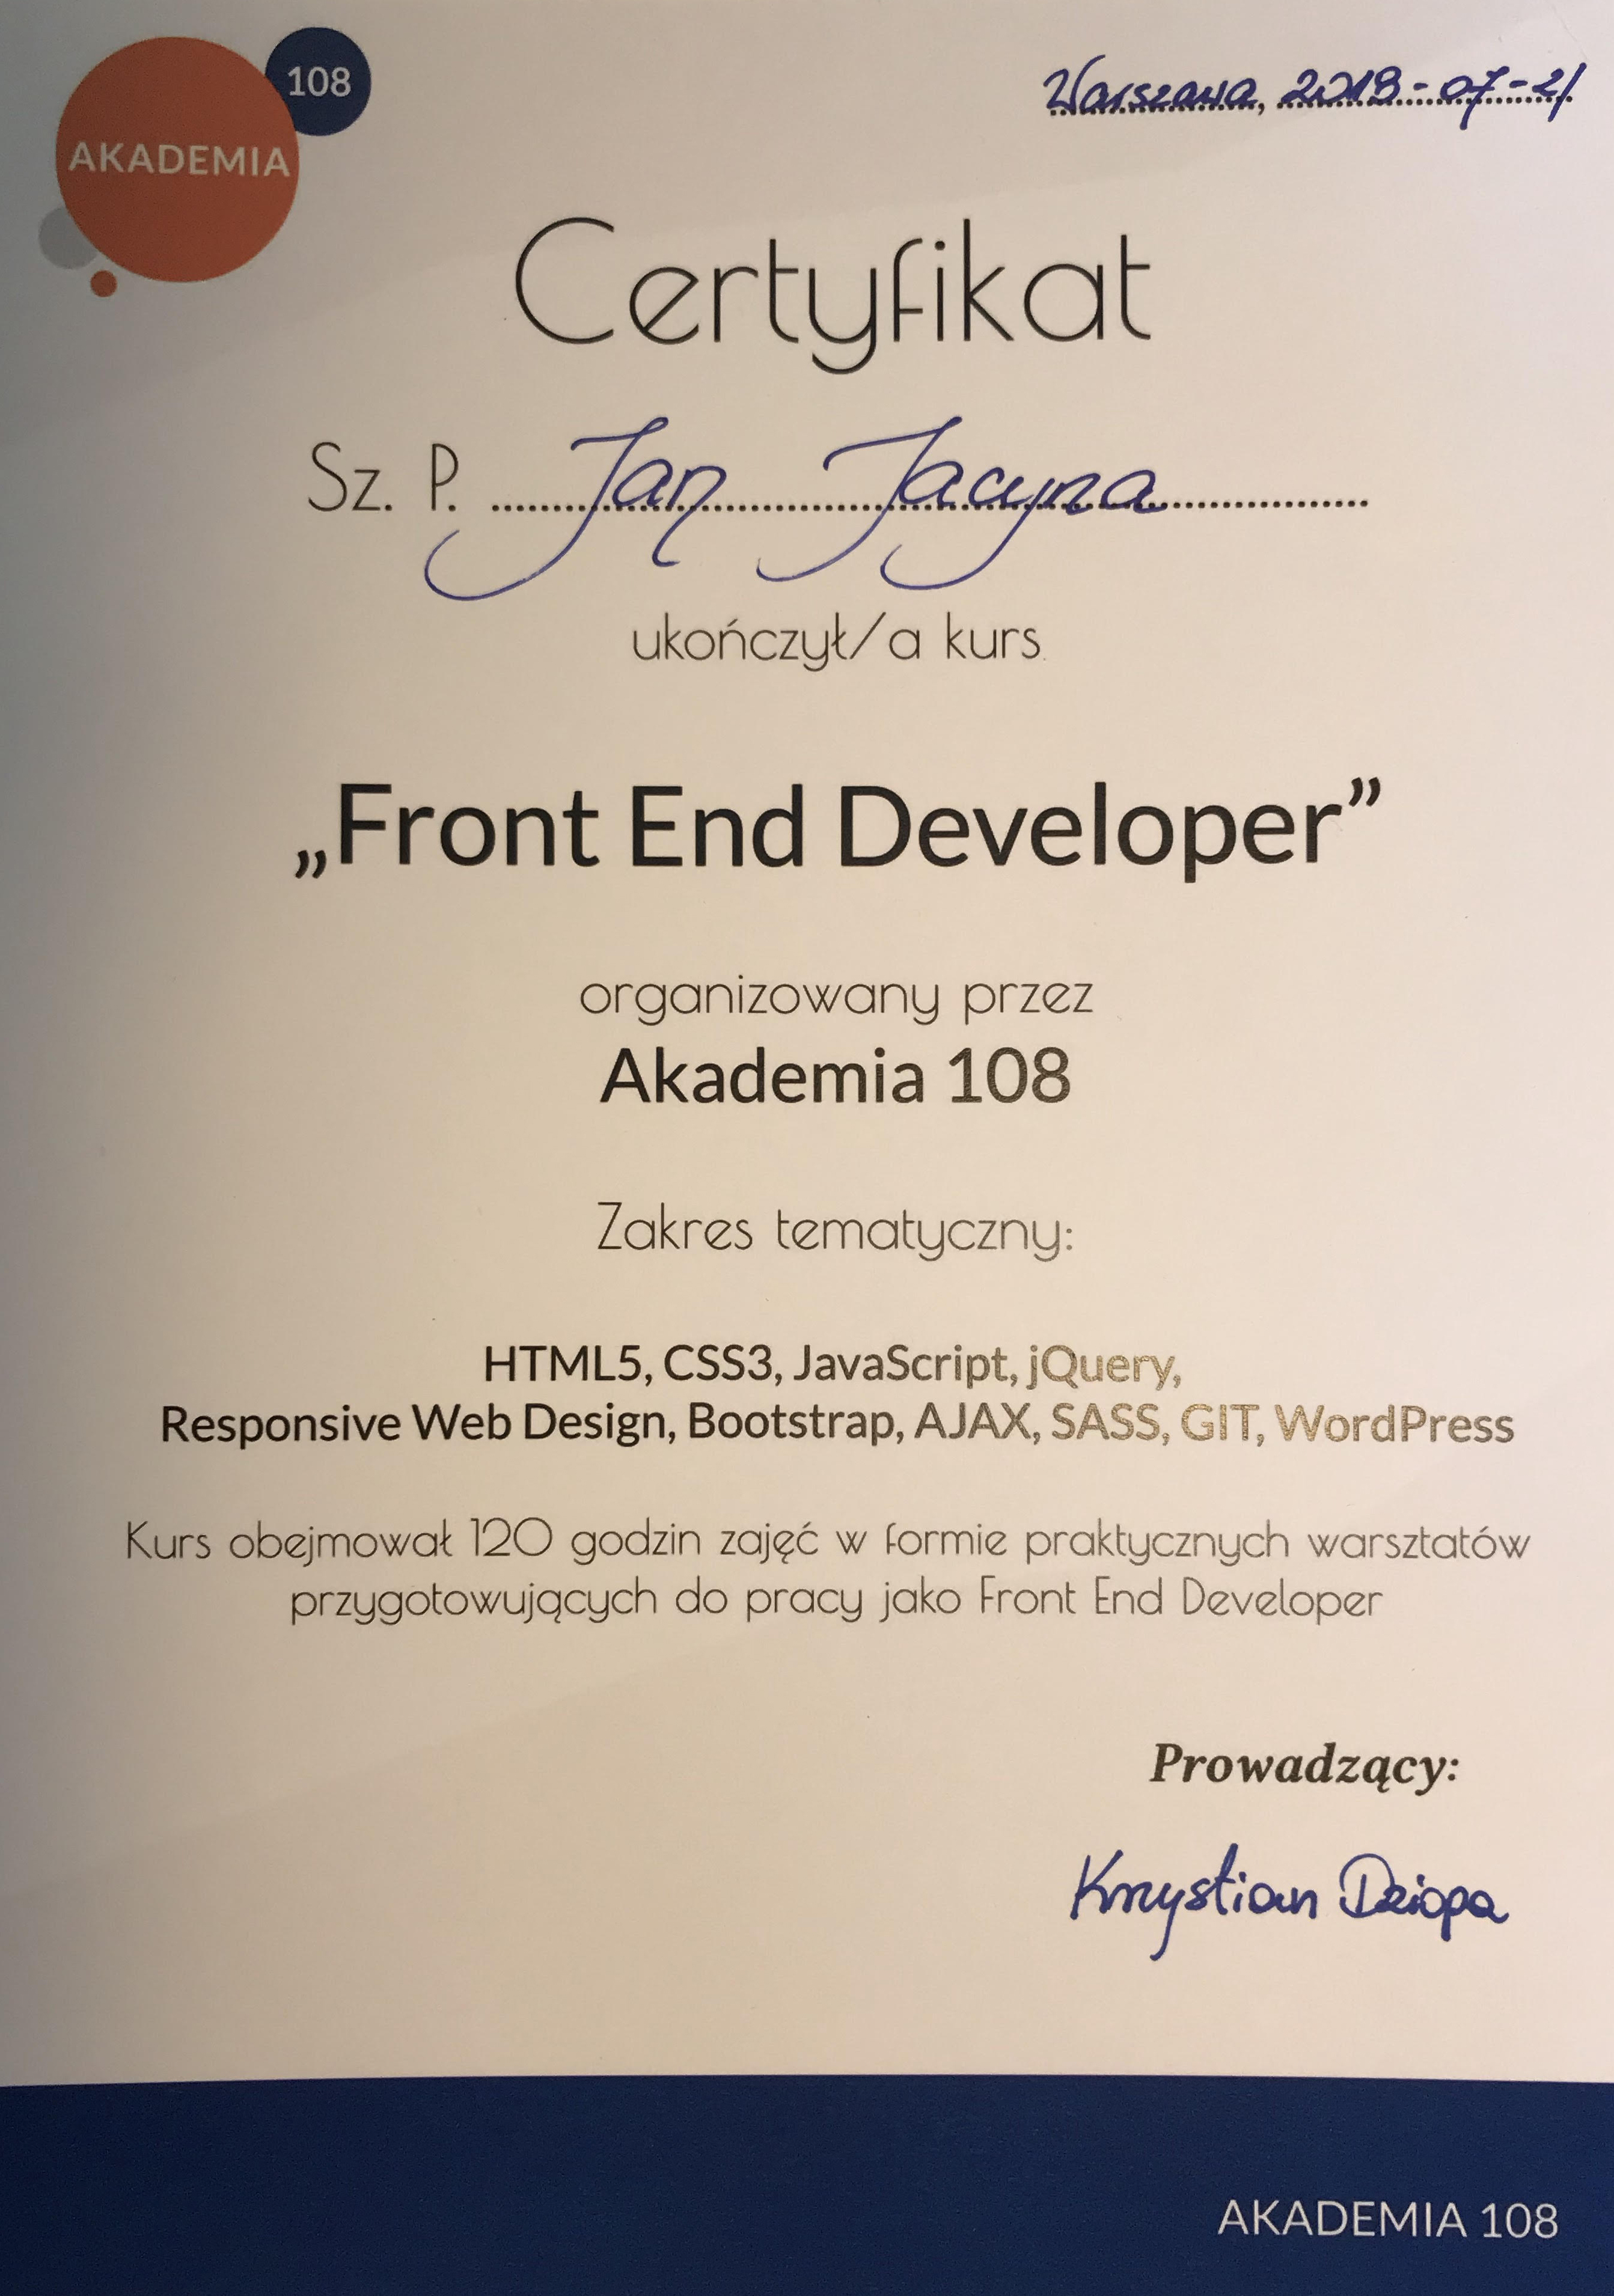 108
AKADEMIA
Warszawa, 2018-07-21
Certyfikat
Sz. P. Jan Jacyna
ukończył/a kurs
„Front End Developer”
organizowany przez
Akademia 108
Zakres tematyczny:
HTML5, CSS3, JavaScript, jQuery,
Responsive Web Design, Bootstrap, AJAX, SASS, GIT, WordPress
Kurs obejmował 120 godzin zajęć w formie praktycznych warsztatów
przygotowujących do pracy jako Front End Developer
Prowadzący:
Krystian Dziopa
AKADEMIA 108